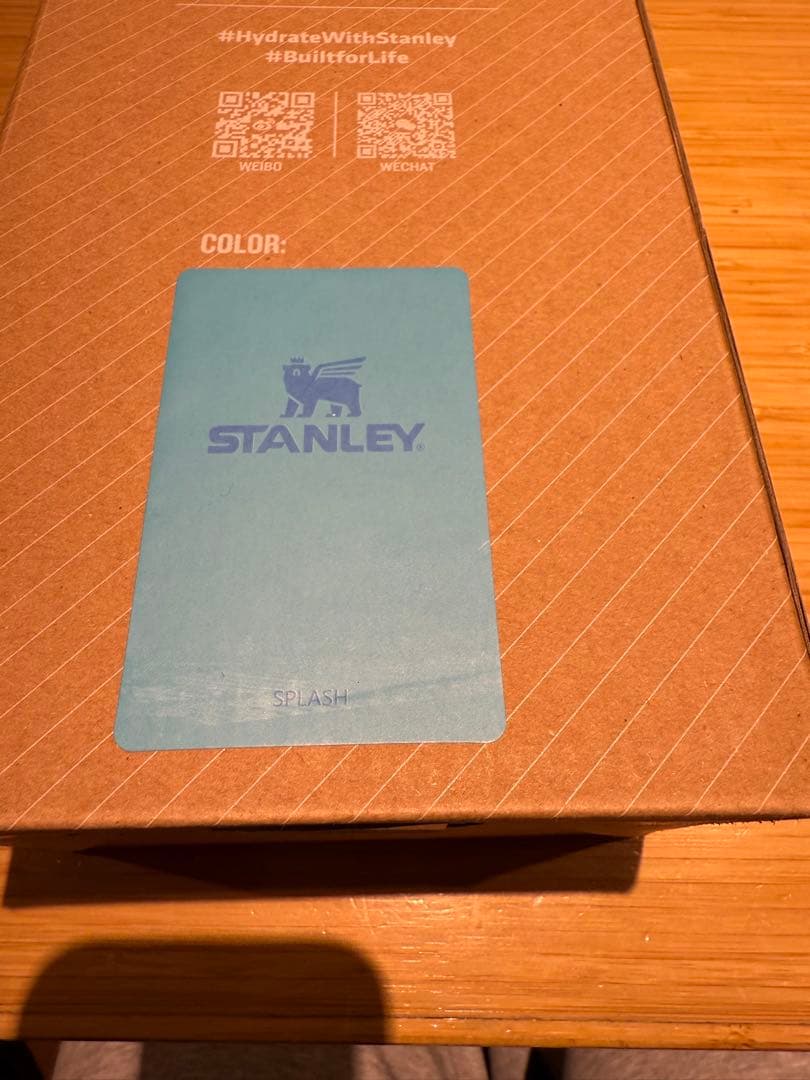 #HydrateWithStanley
#BuiltforLife
WEIBO
WECHAT
COLOR:
STANLEY®
SPLASH